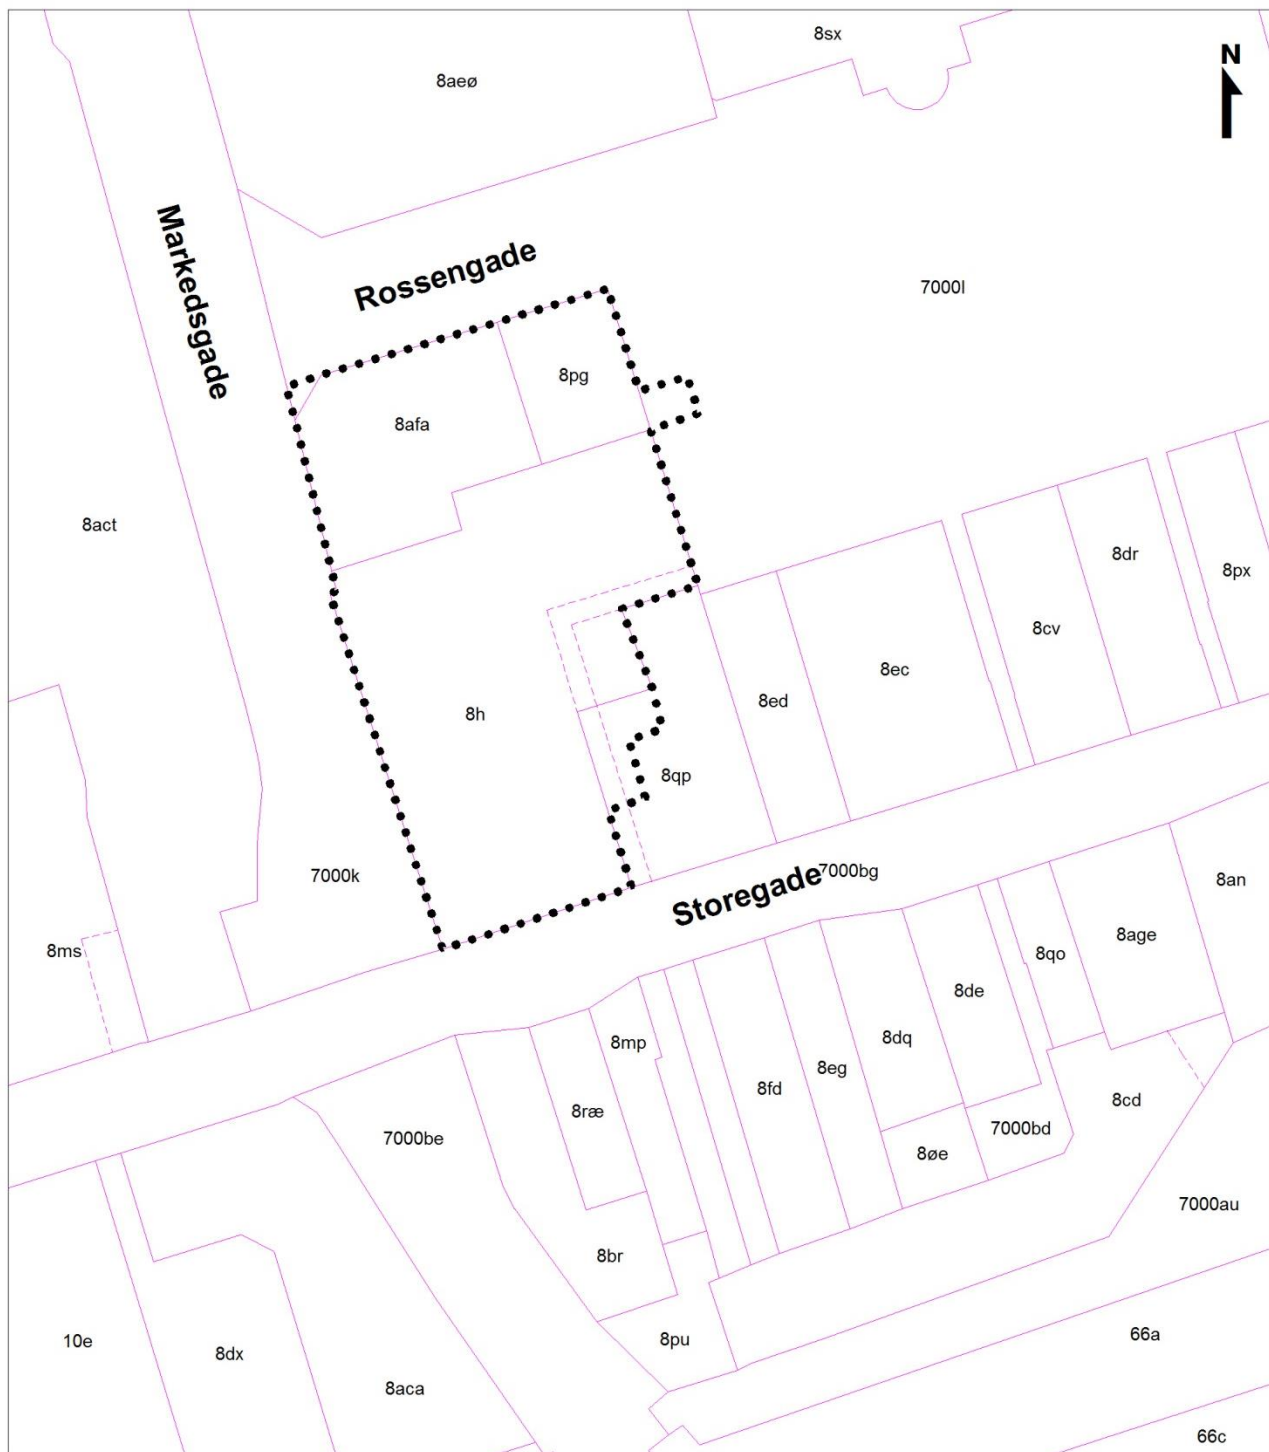 8sx
N
8aeø
Markedsgade
Rossengade
7000l
8pg
8afa
8act
8dr
8px
8cv
8ec
8ed
8h
8qp
7000k
7000bg
Storegade
8an
8age
8qo
8ms
8de
8dq
8mp
8eg
8fd
8ræ
8cd
7000bd
7000be
8øe
7000au
8br
66a
8pu
10e
8dx
8aca
66c